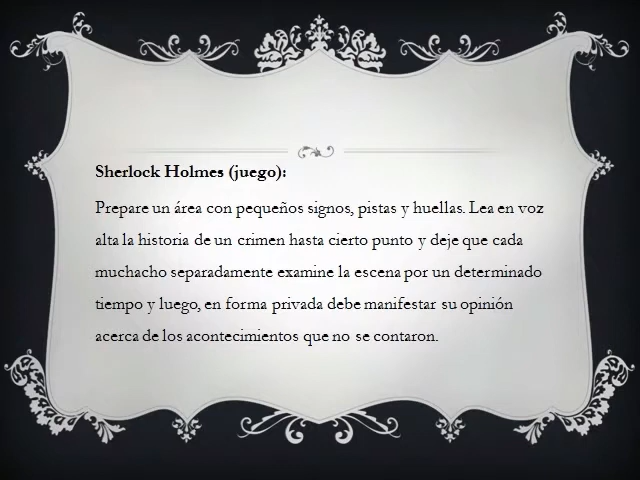 Sherlock Holmes (juego):
Prepare un área con pequeños signos, pistas y huellas. Lea en voz
alta la historia de un crimen hasta cierto punto y deje que cada
muchacho separadamente examine la escena por un determinado
tiempo y luego, en forma privada debe manifestar su opinión
acerca de los acontecimientos que no se contaron.